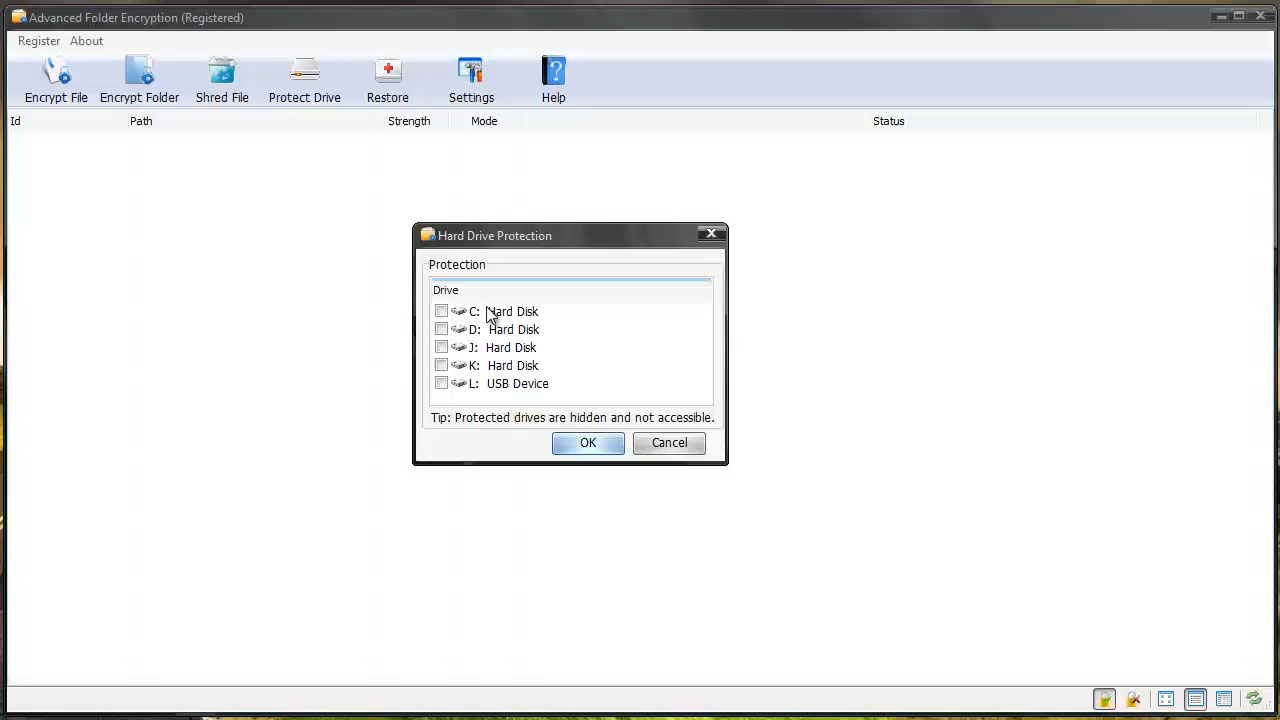 Advanced Folder Encryption (Registered)
Register About
Encrypt File Encrypt Folder Shred File Protect Drive Restore Settings Help
Id Path Strength Mode Status
Hard Drive Protection
Protection
Drive
C: Hard Disk
D: Hard Disk
J: Hard Disk
K: Hard Disk
L: USB Device
Tip: Protected drives are hidden and not accessible.
OK Cancel